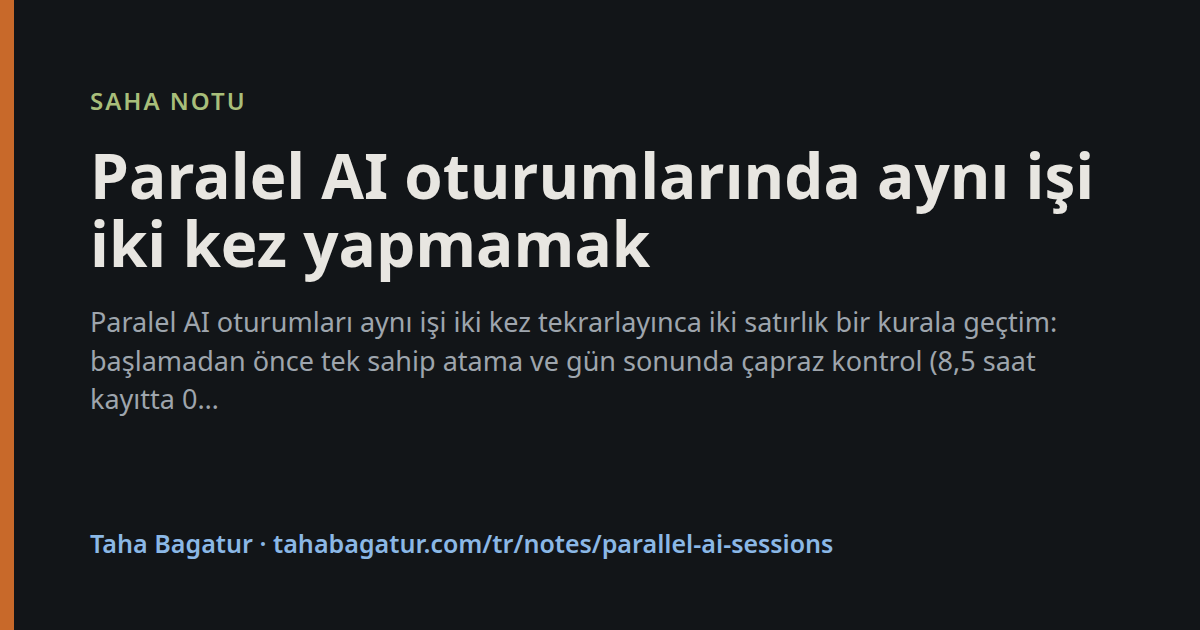 SAHA NOTU
Paralel AI oturumlarında aynı işi
iki kez yapmamak
Paralel AI oturumları aynı işi iki kez tekrarlayınca iki satırlık bir kurala geçtim:
başlamadan önce tek sahip atama ve gün sonunda çapraz kontrol (8,5 saat
kayıtta 0…
Taha Bagatur · tahabagatur.com/tr/notes/parallel-ai-sessions